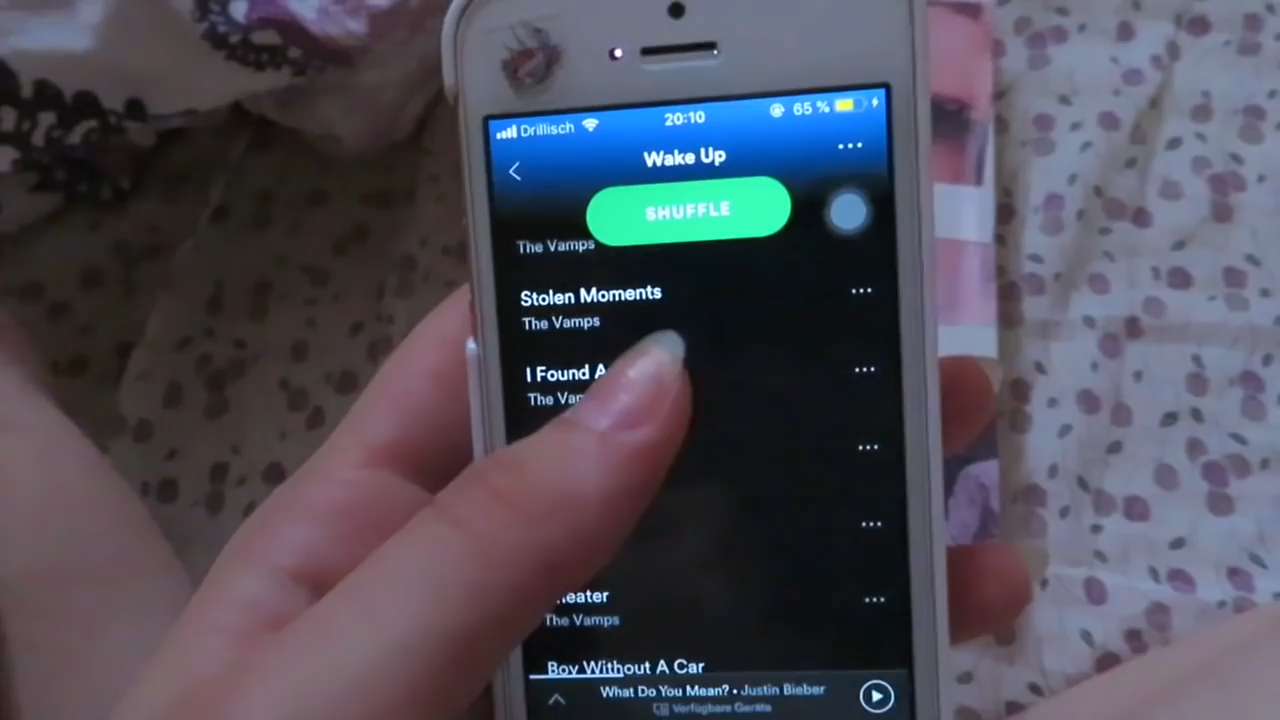 Drillisch 20:10 65 %
Wake Up
SHUFFLE
The Vamps
Stolen Moments
The Vamps
I Found A
The Vam
heater
The Vamps
Boy Without A Car
What Do You Mean? • Justin Bieber
Verfügbare Geräte